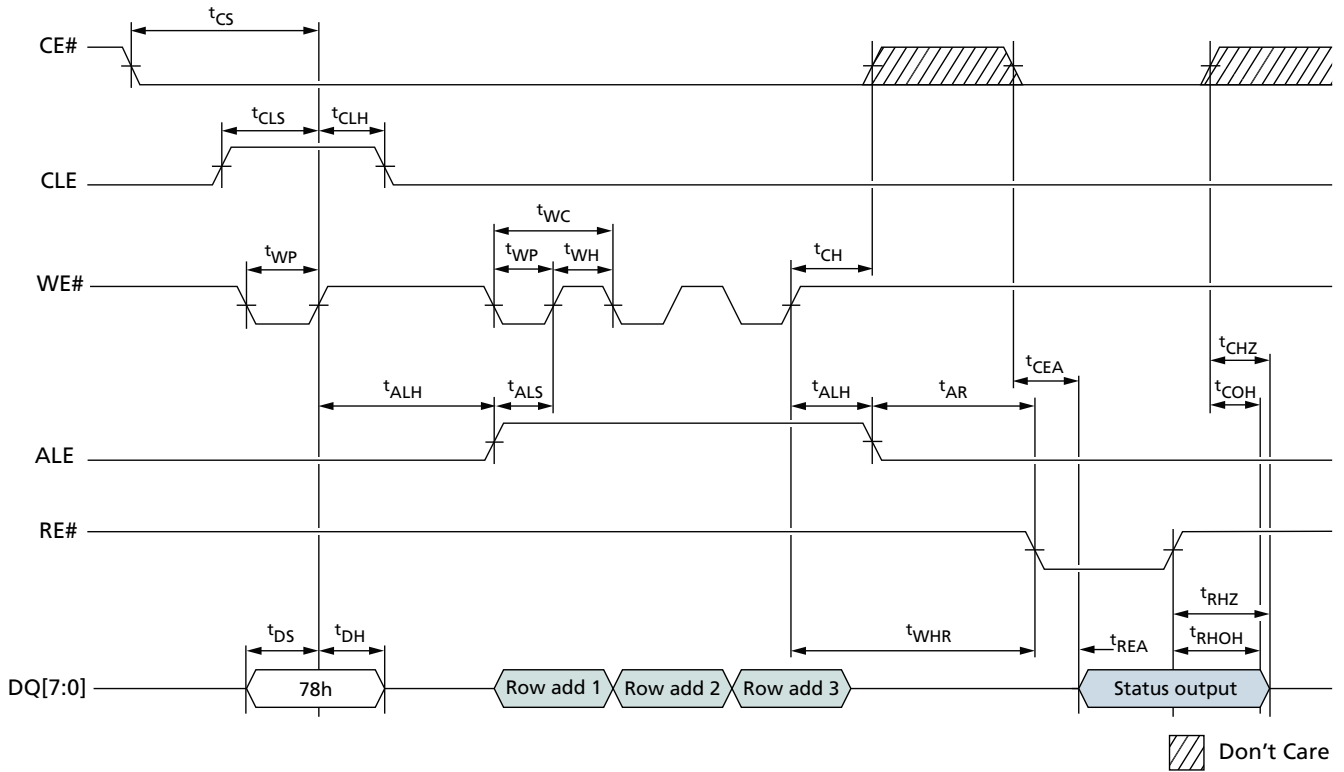 tCS
CE#
tCLS tCLH
CLE
tWC
tWP tWP tWH tCH
WE#
tCEA tCHZ
tALH tALS tALH tAR tCOH
ALE
RE#
tRHZ
tDS tDH tWHR tREA tRHOH
DQ[7:0] 78h Row add 1 Row add 2 Row add 3 Status output
Don't Care